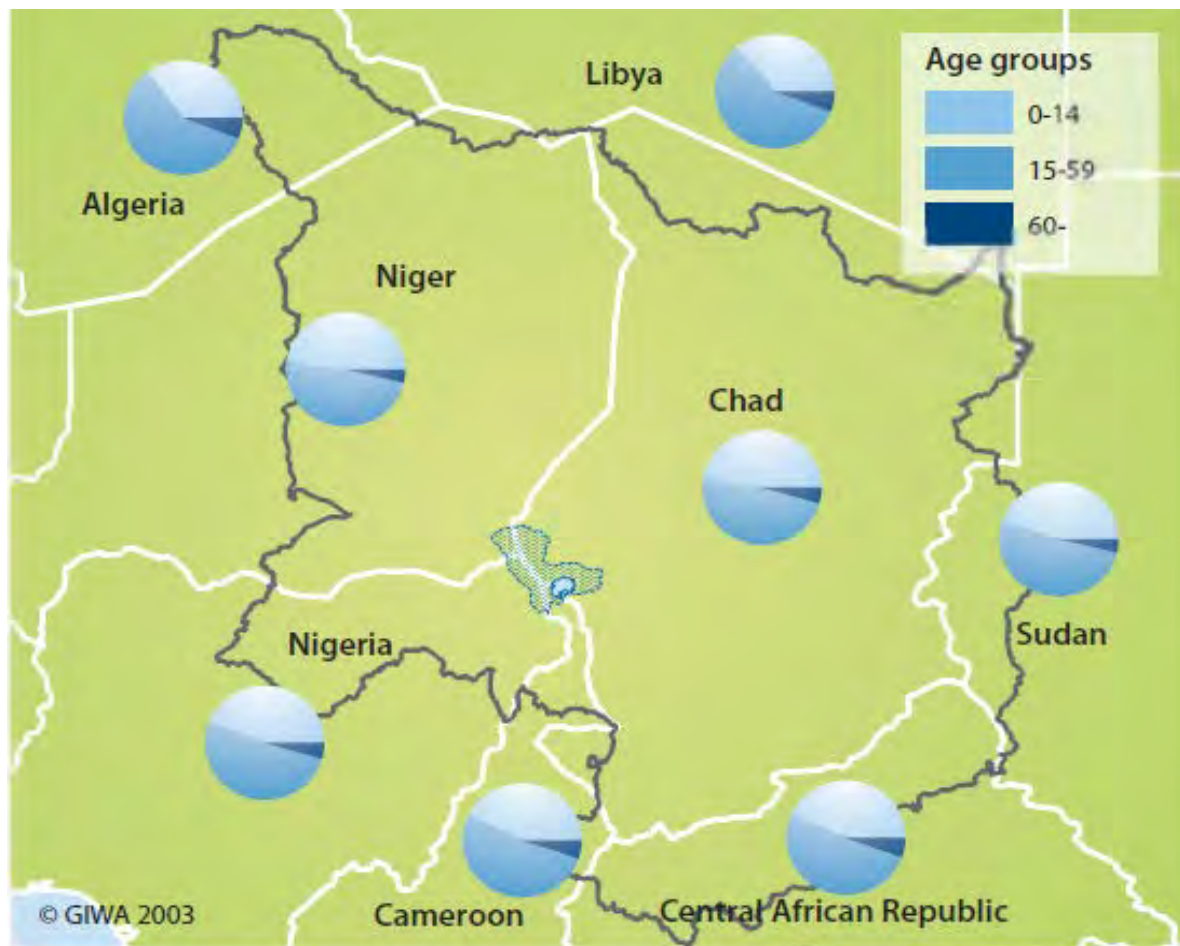 Libya
Age groups
0-14
15-59
60-
Algeria
Niger
Chad
Sudan
Nigeria
© GIWA 2003
Cameroon
Central African Republic